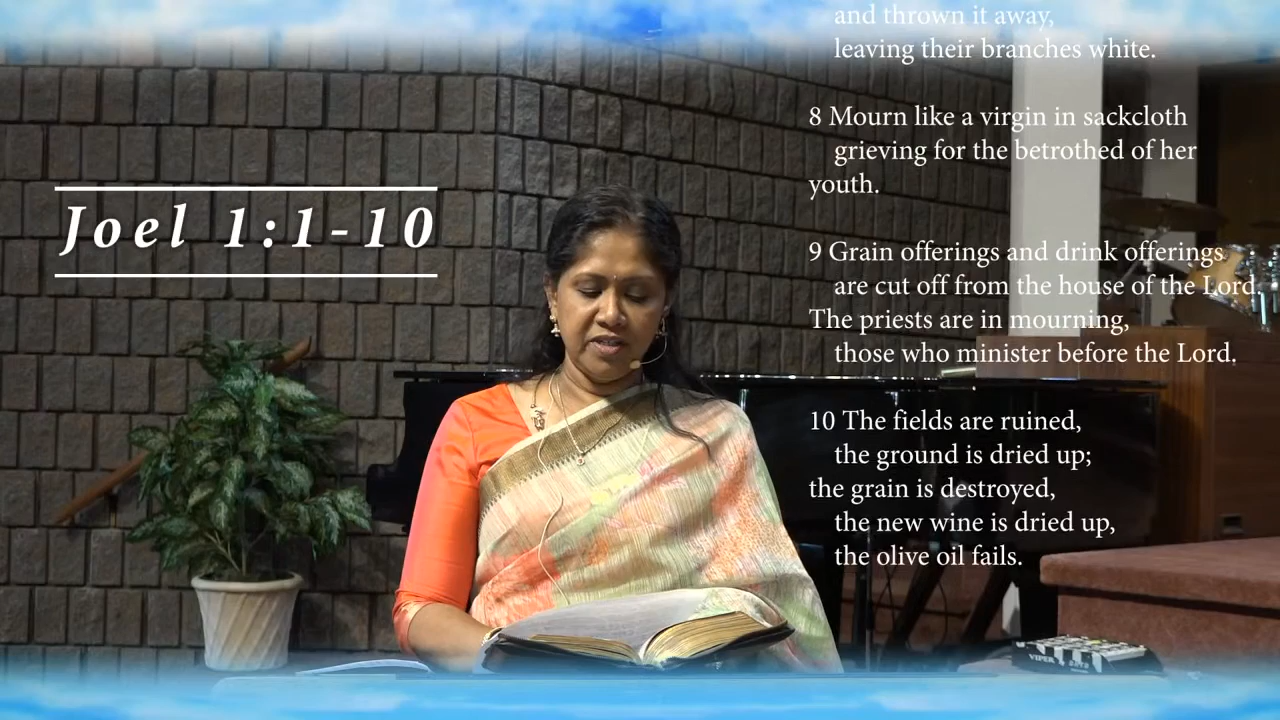 and thrown it away,
leaving their branches white.
Joel 1:1-10
8 Mourn like a virgin in sackcloth
grieving for the betrothed of her
youth.
9 Grain offerings and drink offerings
are cut off from the house of the Lord.
The priests are in mourning,
those who minister before the Lord.
10 The fields are ruined,
the ground is dried up;
the grain is destroyed,
the new wine is dried up,
the olive oil fails.
VIPER